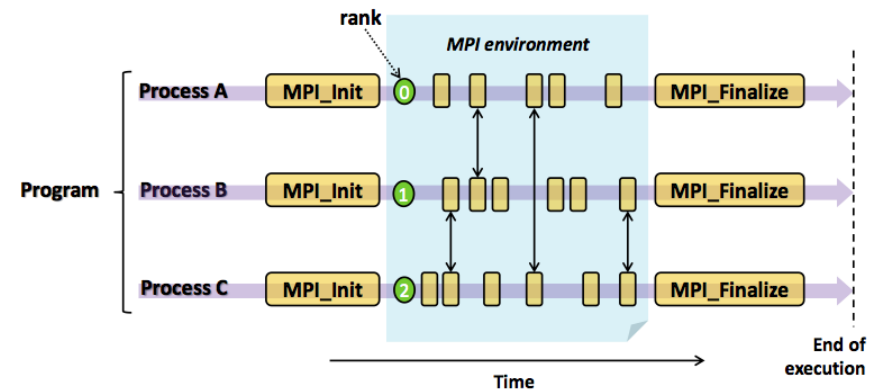 rank
MPI environment
Process A
MPI_Init
0
MPI_Finalize
Program
Process B
MPI_Init
1
MPI_Finalize
Process C
MPI_Init
2
MPI_Finalize
Time
End of
execution